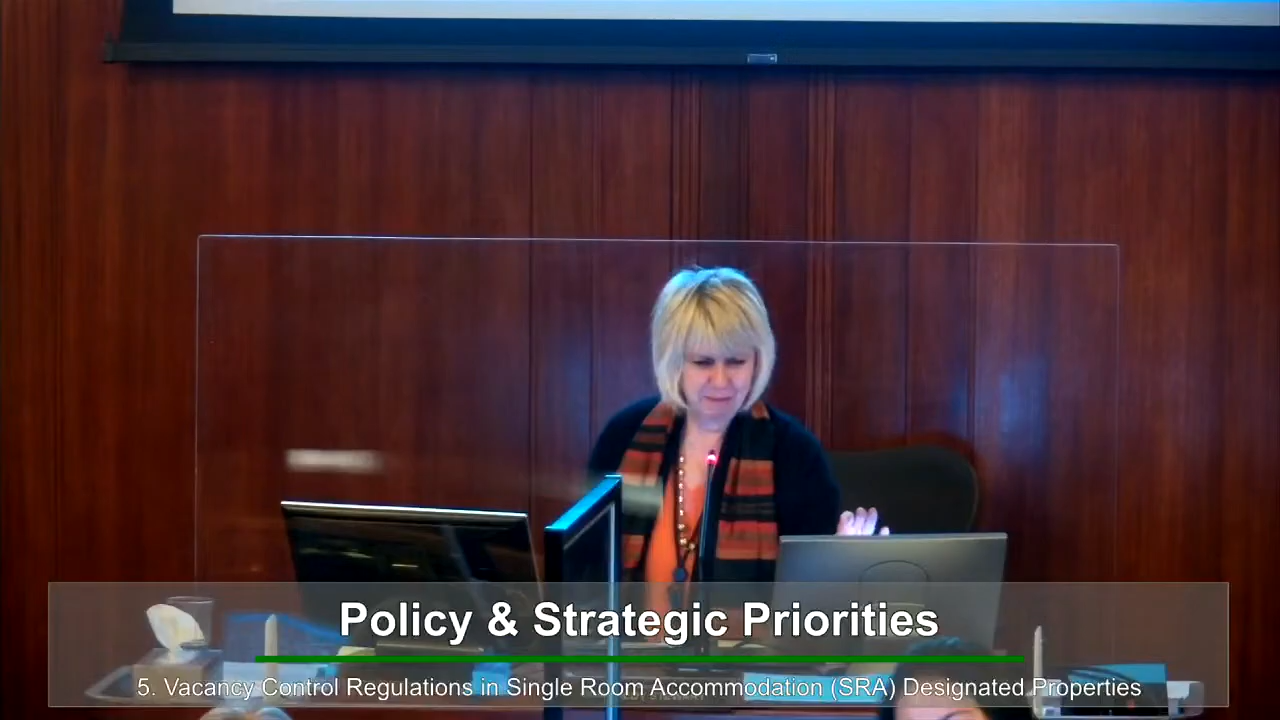 Policy & Strategic Priorities
5. Vacancy Control Regulations in Single Room Accommodation (SRA) Designated Properties